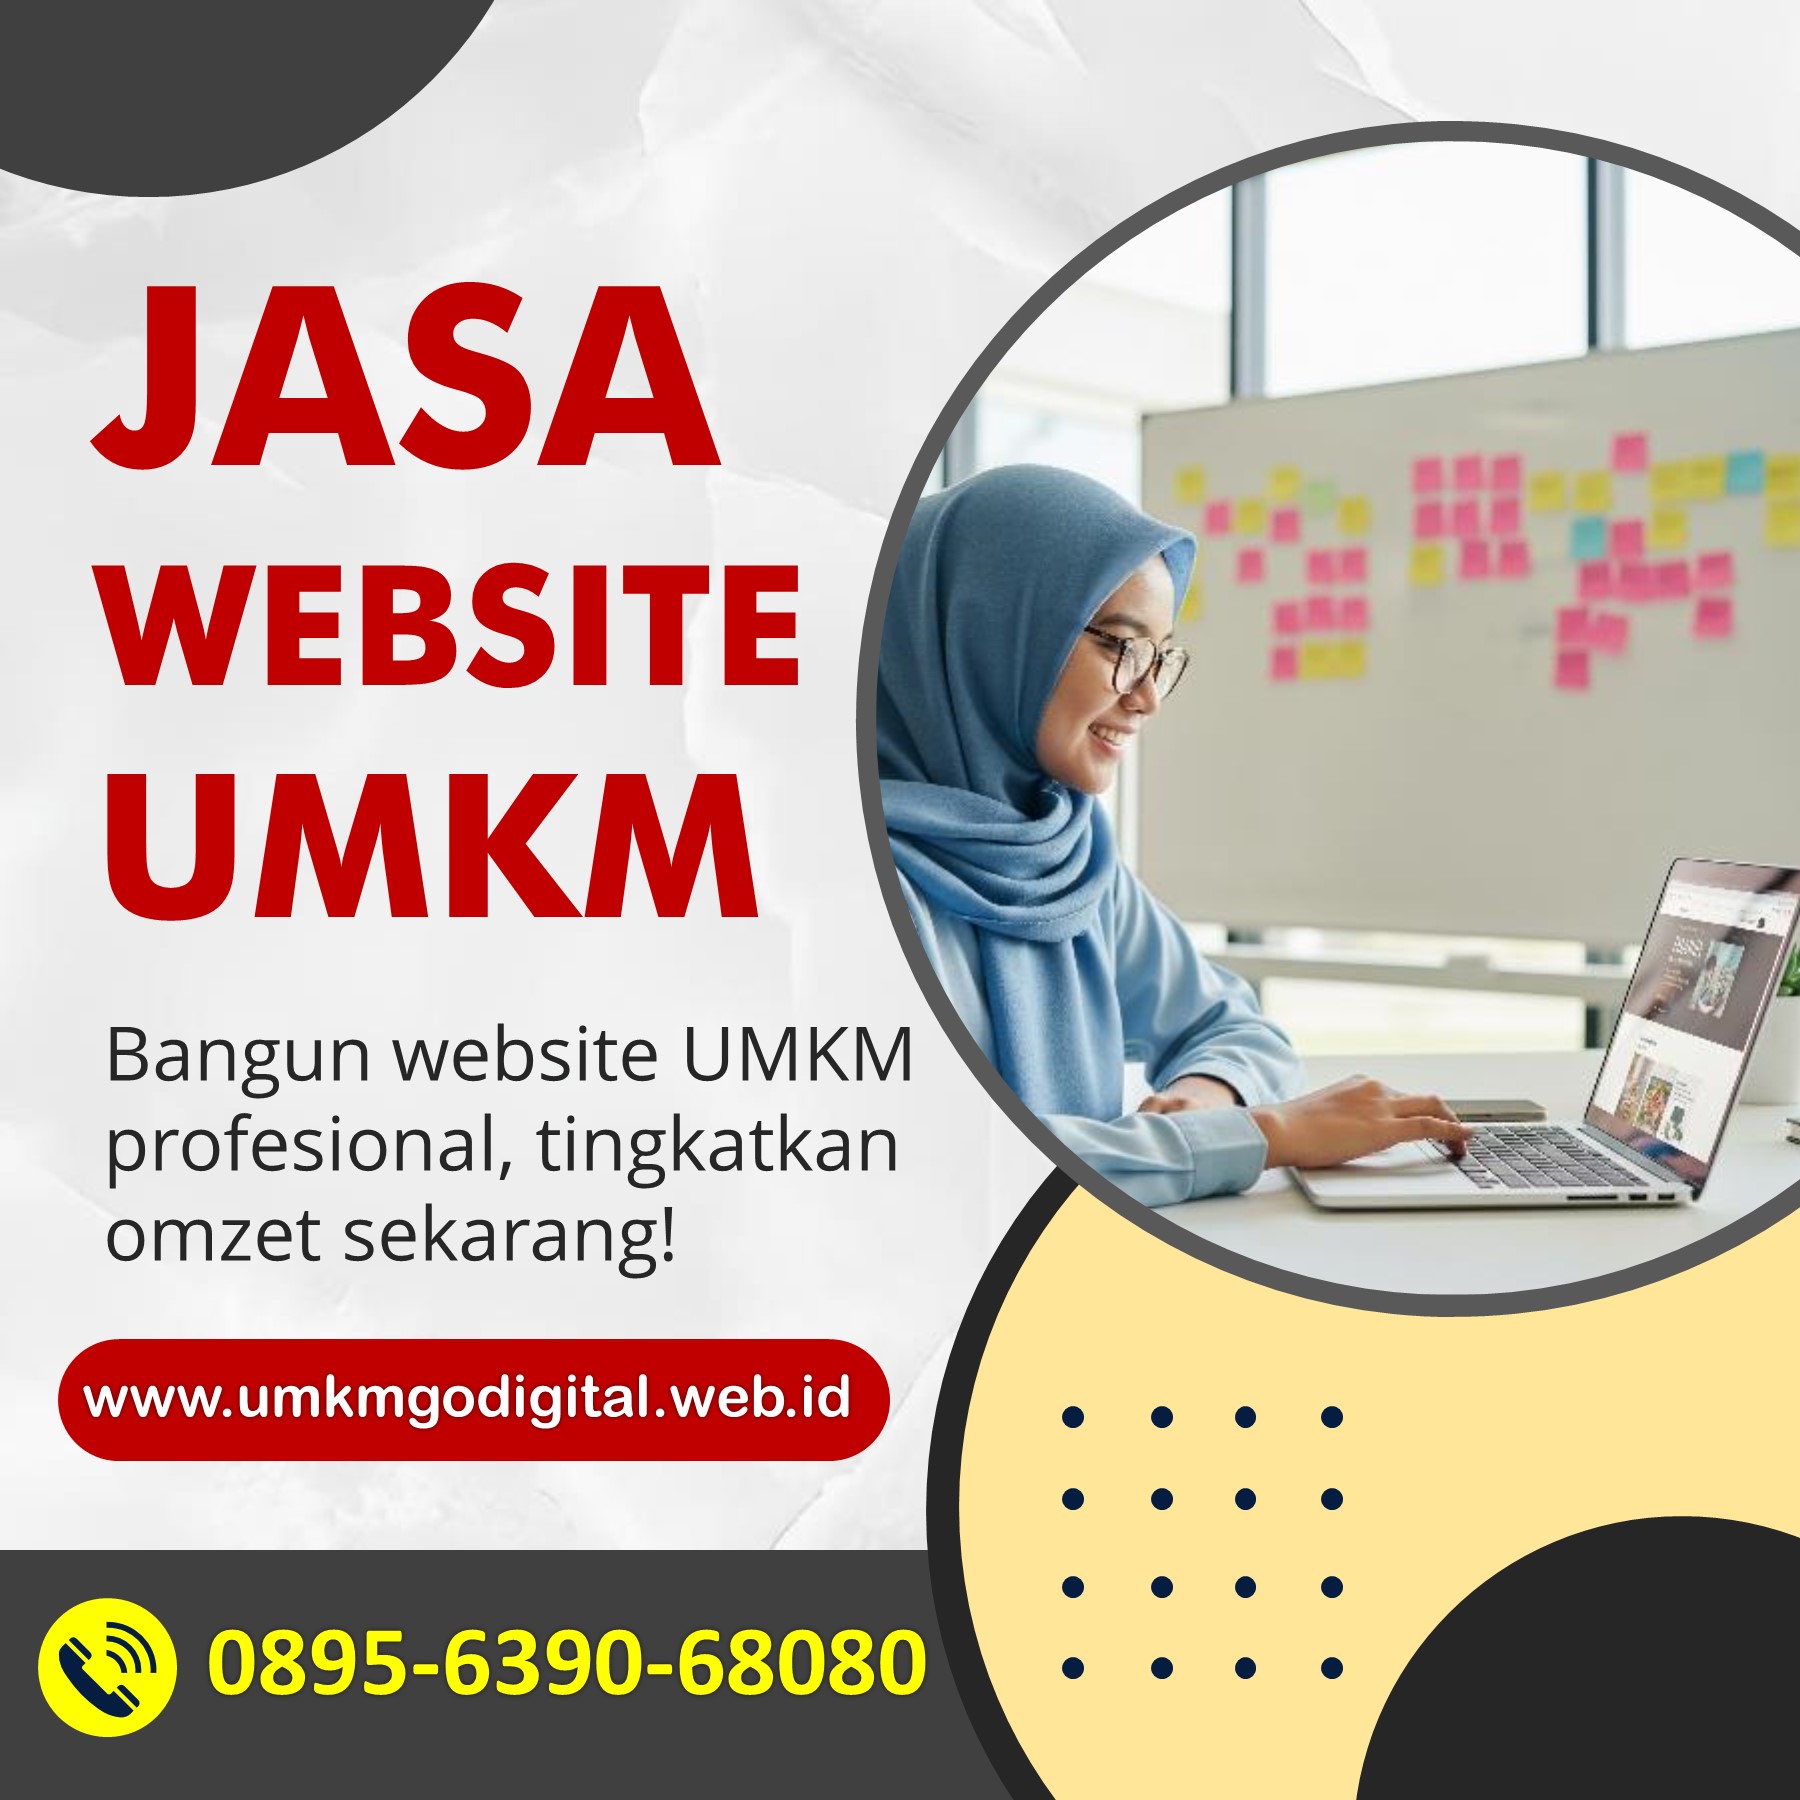 JASA
WEBSITE
UMKM
Bangun website UMKM
profesional, tingkatkan
omzet sekarang!
www.umkmgodigital.web.id
0895-6390-68080